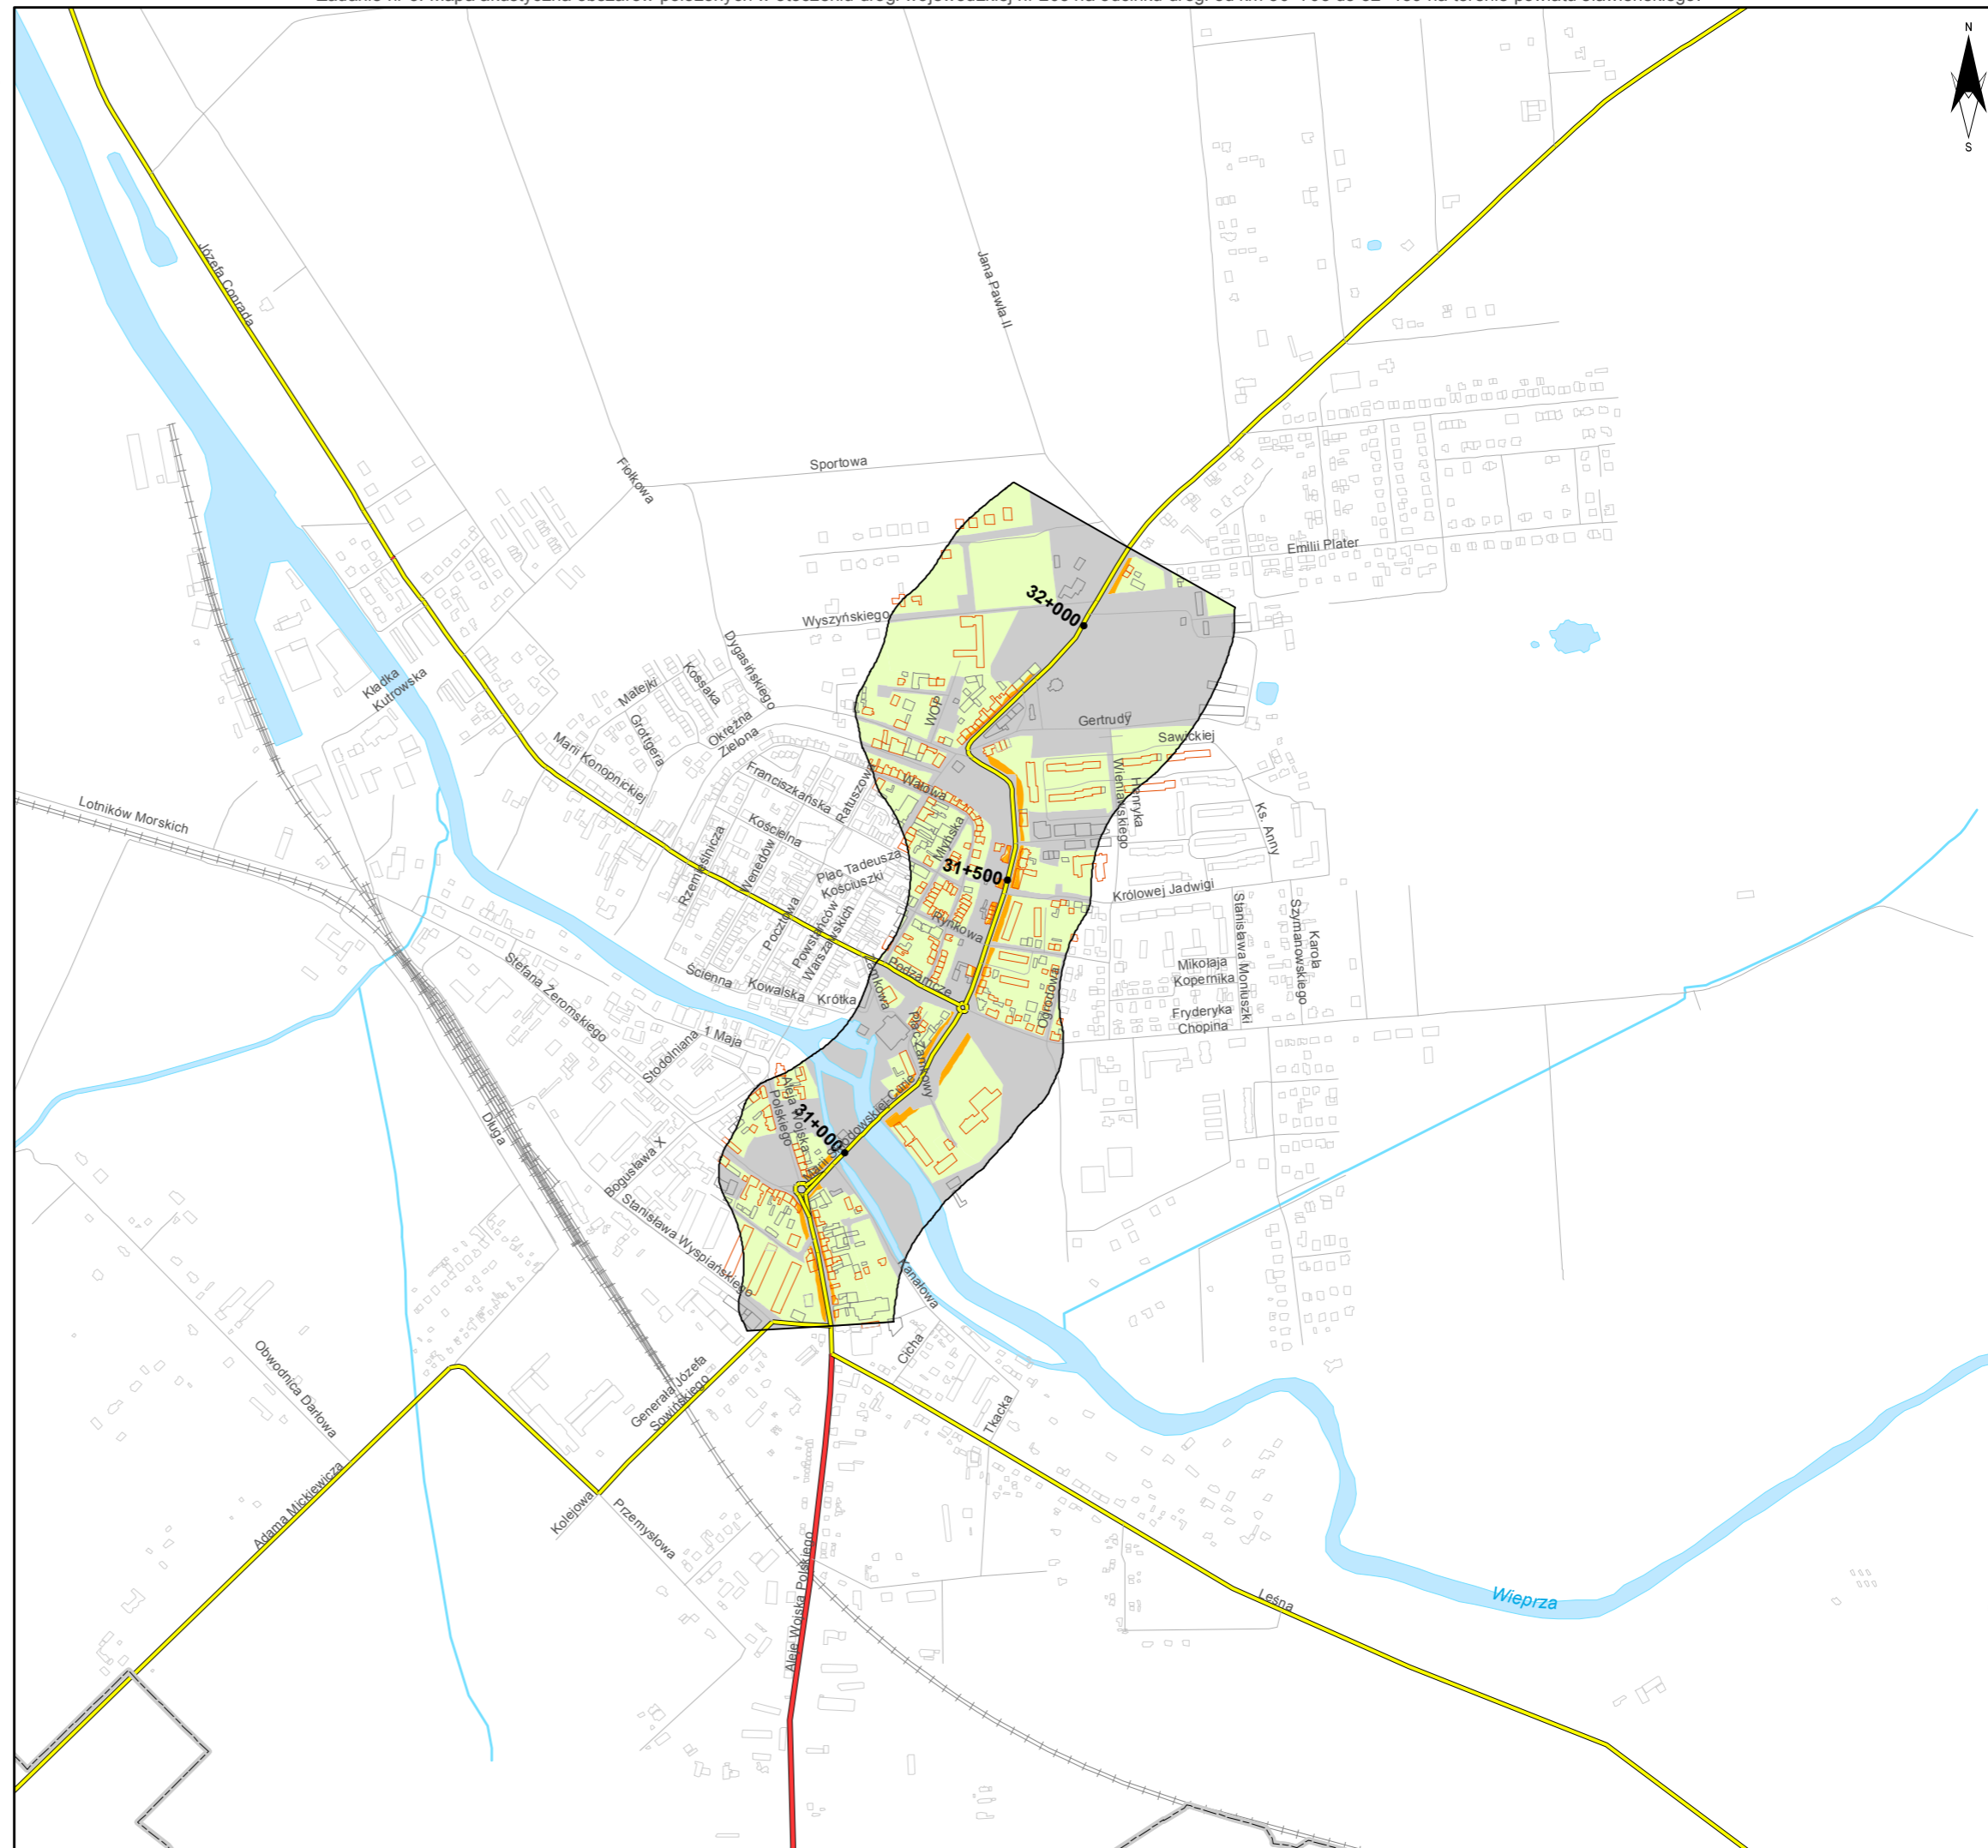 N
S
Józefa Conrada
Jana Pawła II
Fiołkowa
Sportowa
Emilii Plater
32+000
Wyszyńskiego
Dygasińskiego
Kossaka
Matejki
Grottgera
Okrężna
Zielona
Kładka
Kutrowska
WOP
Gertrudy
Sawickiej
Marii Konopnickiej
Franciszkańska
Ratuszowa
Wałowa
Wieniawskiego
Henryka
Ks. Anny
Lotników Morskich
Kościelna
Młyńska
Rzemieślnicza
Wenedów
Plac Tadeusza
Kościuszki
31+500
Królowej Jadwigi
Pocztowa
Powstańców
Warszawskich
Rynkowa
Stanisława Moniuszki
Szymanowskiego
Karola
Stefana Żeromskiego
Ścienna
Kowalska
Krótka
Podzamcze
Ogrodowa
Mikołaja
Kopernika
Fryderyka
Chopina
1 Maja
Stodolniana
Plac Zamkowy
Aleja Wojska
Polskiego
31+000
Długa
Bogusława X
Stanisława Wyspiańskiego
Kanałowa
Cicha
Obwodnica Darłowa
Generała Józefa
Sowińskiego
Tkacka
Adama Mickiewicza
Kolejowa
Przemysłowa
Aleje Wojska Polskiego
Leśna
Wieprza